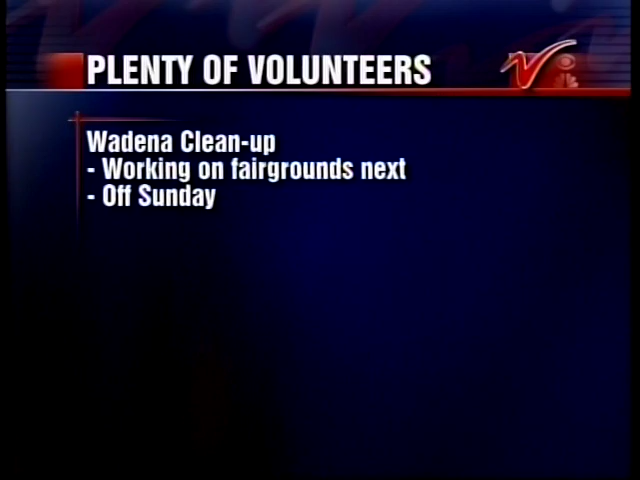 PLENTY OF VOLUNTEERS
Wadena Clean-up
- Working on fairgrounds next
- Off Sunday